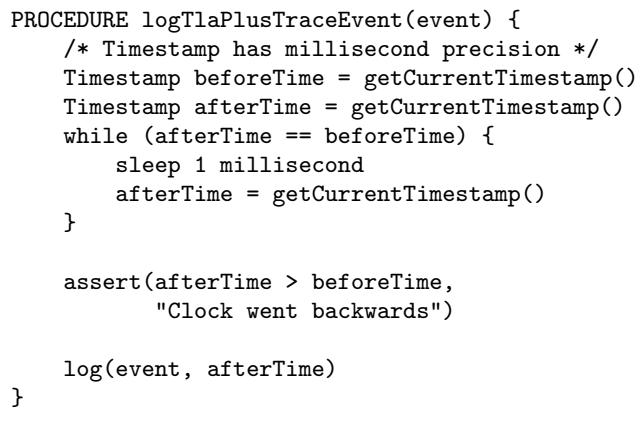 PROCEDURE logTlaPlusTraceEvent(event) {
    /* Timestamp has millisecond precision */
    Timestamp beforeTime = getCurrentTimestamp()
    Timestamp afterTime = getCurrentTimestamp()
    while (afterTime == beforeTime) {
        sleep 1 millisecond
        afterTime = getCurrentTimestamp()
    }

    assert(afterTime > beforeTime,
           "Clock went backwards")

    log(event, afterTime)
}